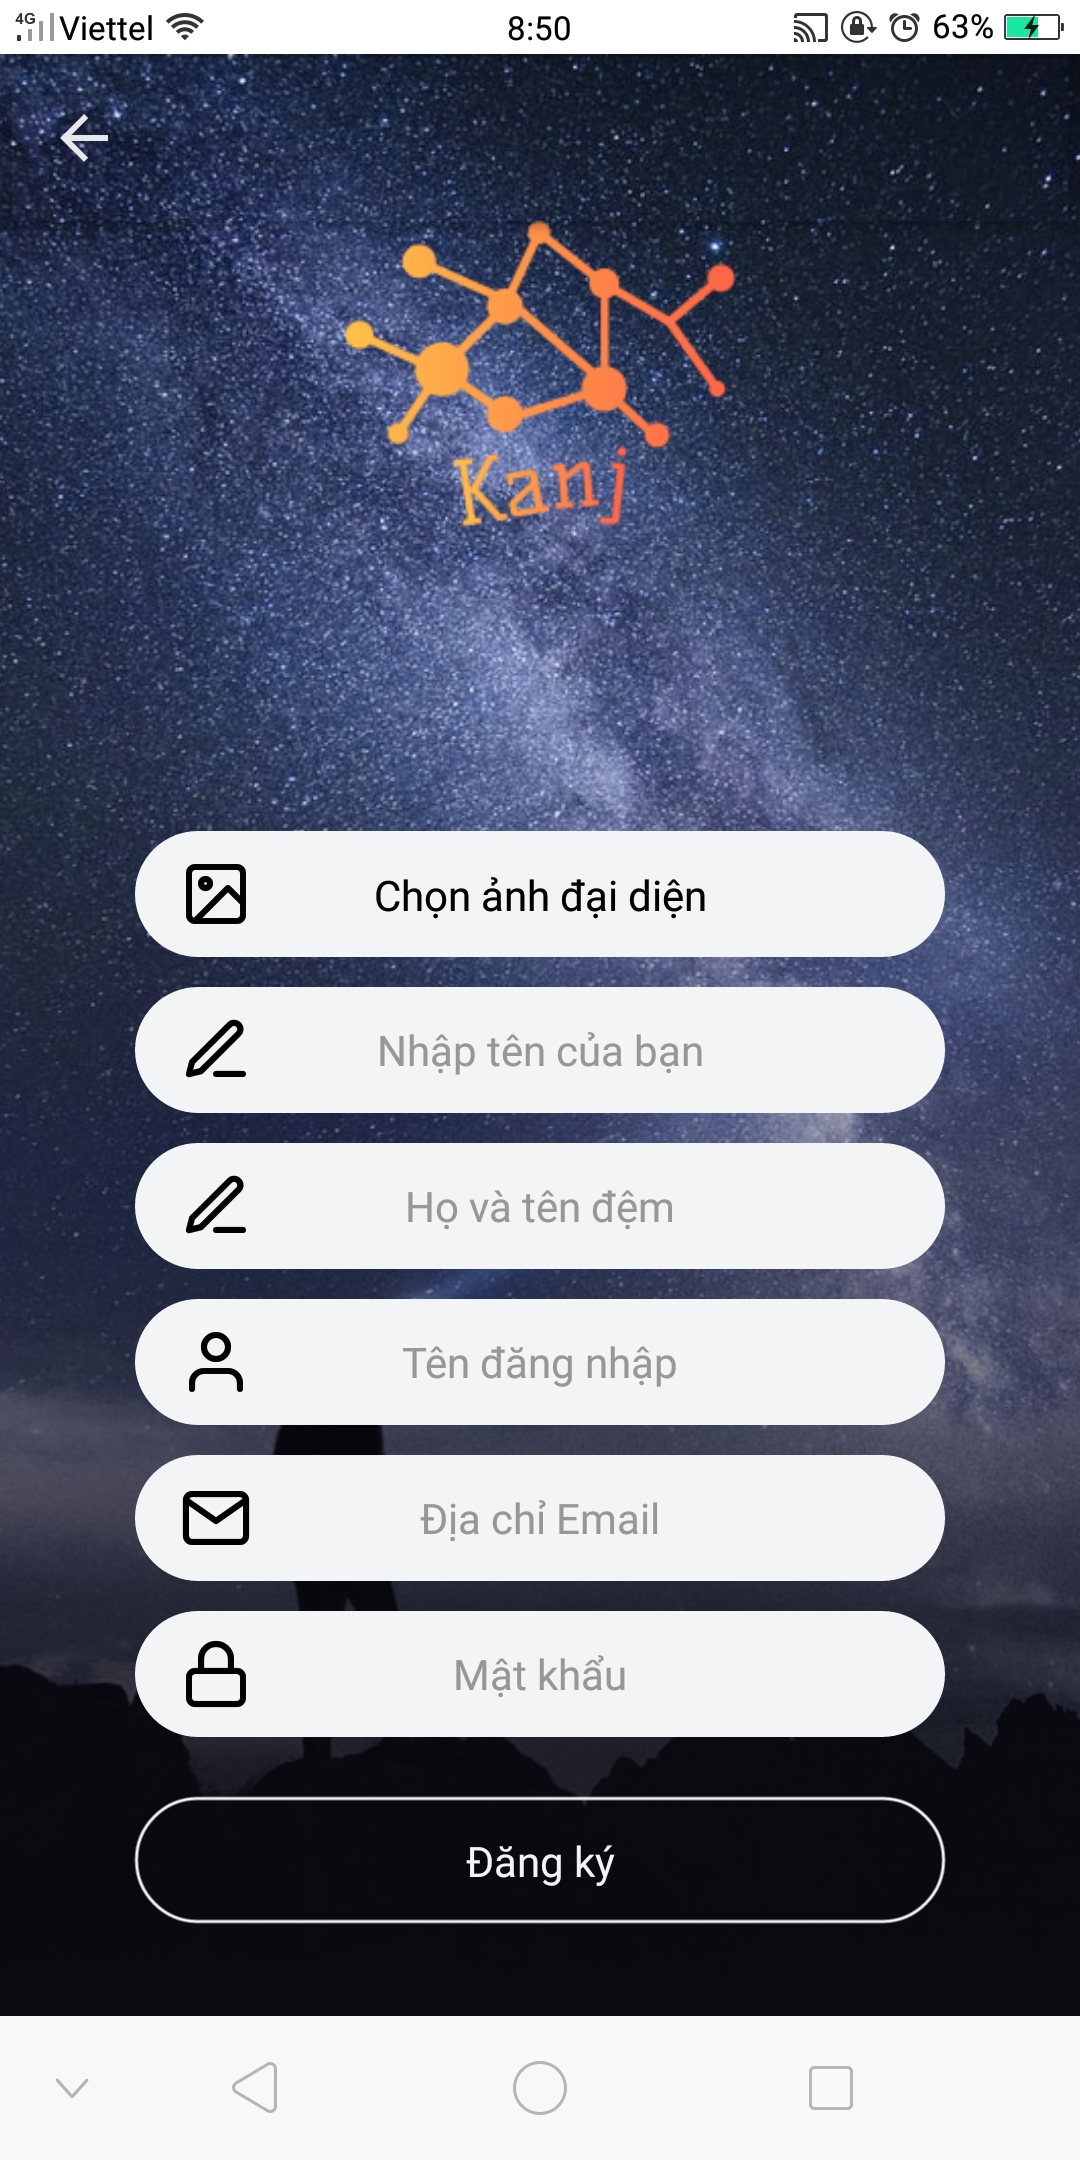 4G Viettel 8:50 63%
Kanj
Chọn ảnh đại diện
Nhập tên của bạn
Họ và tên đệm
Tên đăng nhập
Địa chỉ Email
Mật khẩu
Đăng ký